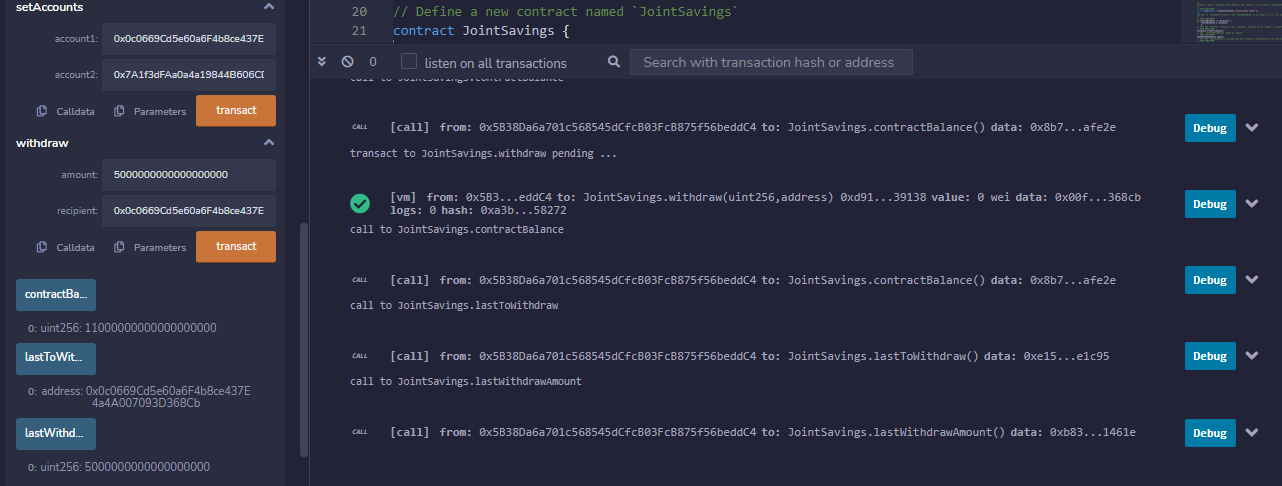 setAccounts
account1: 0x0c0669Cd5e60a6F4b8ce437E
account2: 0x7A1f3dFAa0a4a19844B606CD
Calldata Parameters transact
withdraw
amount: 5000000000000000000
recipient: 0x0c0669Cd5e60a6F4b8ce437E
Calldata Parameters transact
contractBa...
0: uint256: 11000000000000000000
lastToWit...
0: address: 0x0c0669Cd5e60a6F4b8ce437E
4a4A007093D368Cb
lastWithd...
0: uint256: 5000000000000000000
20 // Define a new contract named `JointSavings`
21 contract JointSavings {
0 listen on all transactions Search with transaction hash or address
call to JointSavings.contractBalance
CALL [call] from: 0x5B38Da6a701c568545dCfcB03FcB875f56beddC4 to: JointSavings.contractBalance() data: 0x8b7...afe2e Debug
transact to JointSavings.withdraw pending ...
[vm] from: 0x5B3...eddC4 to: JointSavings.withdraw(uint256,address) 0xd91...39138 value: 0 wei data: 0x00f...368cb Debug
logs: 0 hash: 0xa3b...58272
call to JointSavings.contractBalance
CALL [call] from: 0x5B38Da6a701c568545dCfcB03FcB875f56beddC4 to: JointSavings.contractBalance() data: 0x8b7...afe2e Debug
call to JointSavings.lastToWithdraw
CALL [call] from: 0x5B38Da6a701c568545dCfcB03FcB875f56beddC4 to: JointSavings.lastToWithdraw() data: 0xe15...e1c95 Debug
call to JointSavings.lastWithdrawAmount
CALL [call] from: 0x5B38Da6a701c568545dCfcB03FcB875f56beddC4 to: JointSavings.lastWithdrawAmount() data: 0xb83...1461e Debug